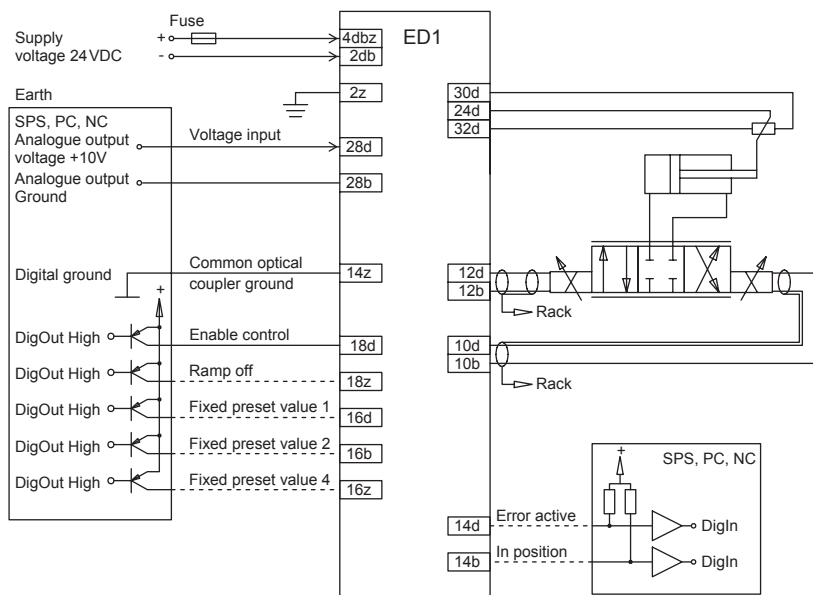 Fuse
Supply
voltage 24VDC
+
-
4dbz
2db
ED1
Earth
2z
30d
24d
32d
SPS, PC, NC
Analogue output
voltage +10V
Voltage input
28d
Analogue output
Ground
28b
Digital ground
Common optical
coupler ground
14z
12d
12b
Rack
+
DigOut High
Enable control
18d
10d
10b
Rack
DigOut High
Ramp off
18z
DigOut High
Fixed preset value 1
16d
DigOut High
Fixed preset value 2
16b
DigOut High
Fixed preset value 4
16z
+
SPS, PC, NC
14d
Error active
DigIn
14b
In position
DigIn